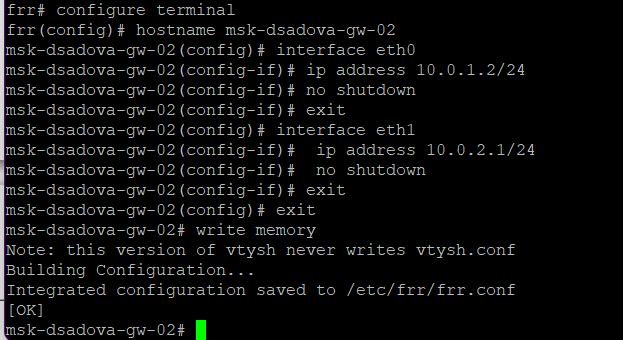 frr# configure terminal
frr(config)# hostname msk-dsadova-gw-02
msk-dsadova-gw-02(config)# interface eth0
msk-dsadova-gw-02(config-if)# ip address 10.0.1.2/24
msk-dsadova-gw-02(config-if)# no shutdown
msk-dsadova-gw-02(config-if)# exit
msk-dsadova-gw-02(config)# interface eth1
msk-dsadova-gw-02(config-if)#  ip address 10.0.2.1/24
msk-dsadova-gw-02(config-if)#  no shutdown
msk-dsadova-gw-02(config-if)# exit
msk-dsadova-gw-02(config)# exit
msk-dsadova-gw-02# write memory
Note: this version of vtysh never writes vtysh.conf
Building Configuration...
Integrated configuration saved to /etc/frr/frr.conf
[OK]
msk-dsadova-gw-02#